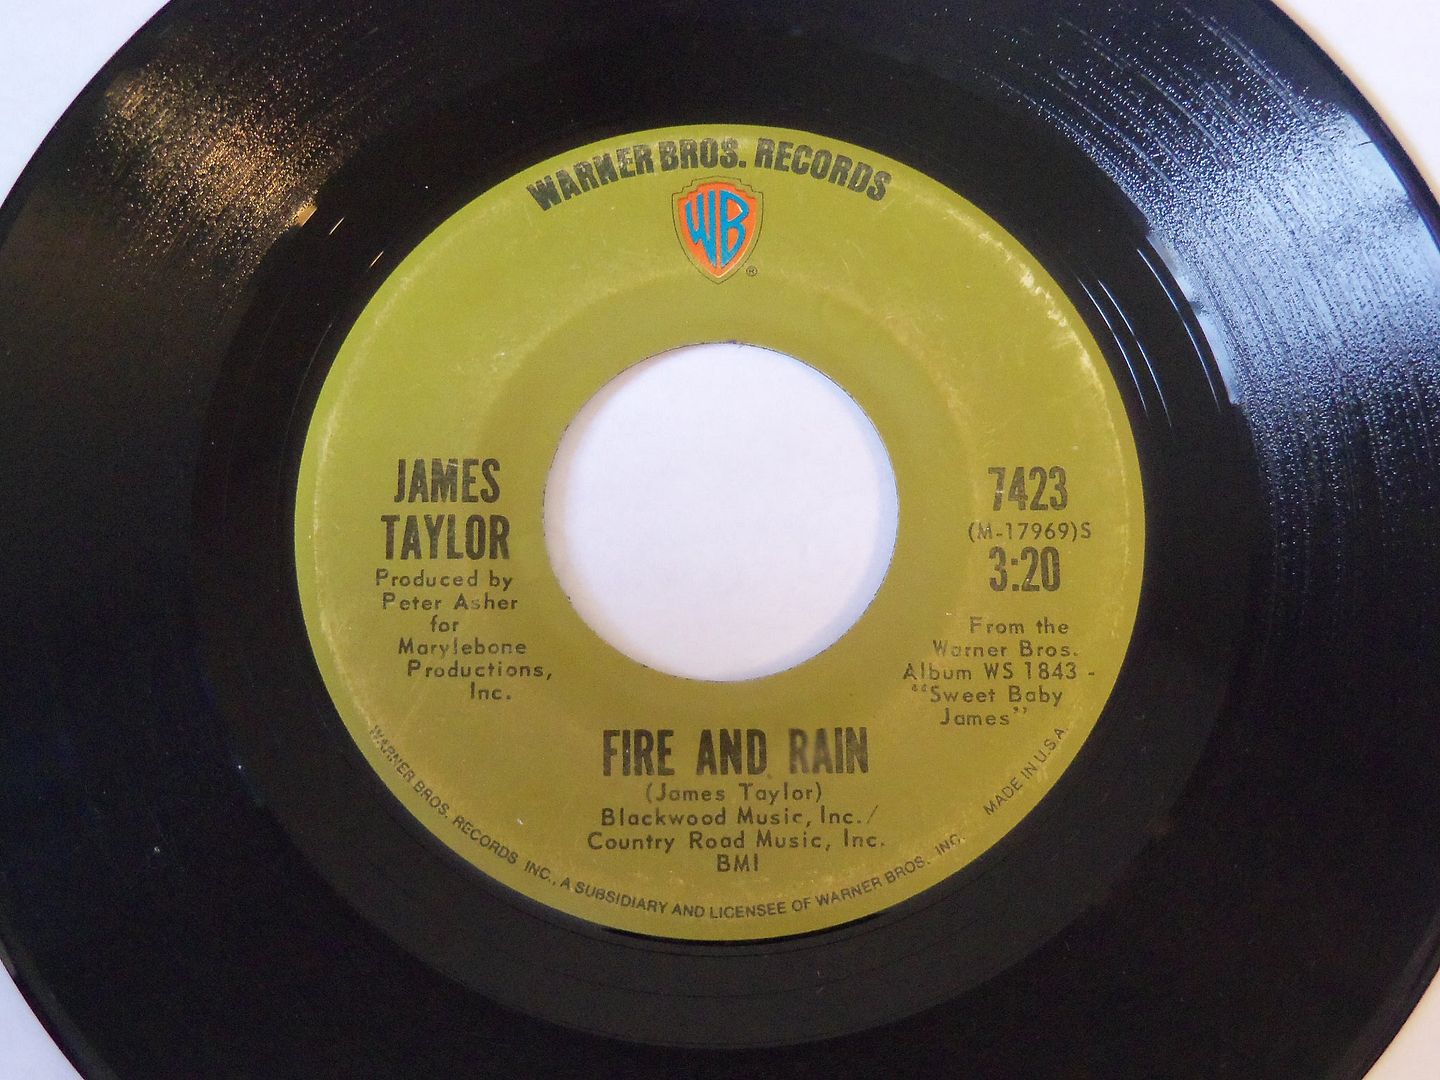 WARNER BROS. RECORDS
WB
®
JAMES
TAYLOR
Produced by
Peter Asher
for
Marylebone
Productions,
Inc.
7423
(M-17969)S
3:20
From the
Warner Bros.
Album WS 1843 -
"Sweet Baby
James"
FIRE AND RAIN
(James Taylor)
Blackwood Music, Inc./
Country Road Music, Inc.
BMI
WARNER BROS. RECORDS INC., A SUBSIDIARY AND LICENSEE OF WARNER BROS. INC. MADE IN U.S.A.